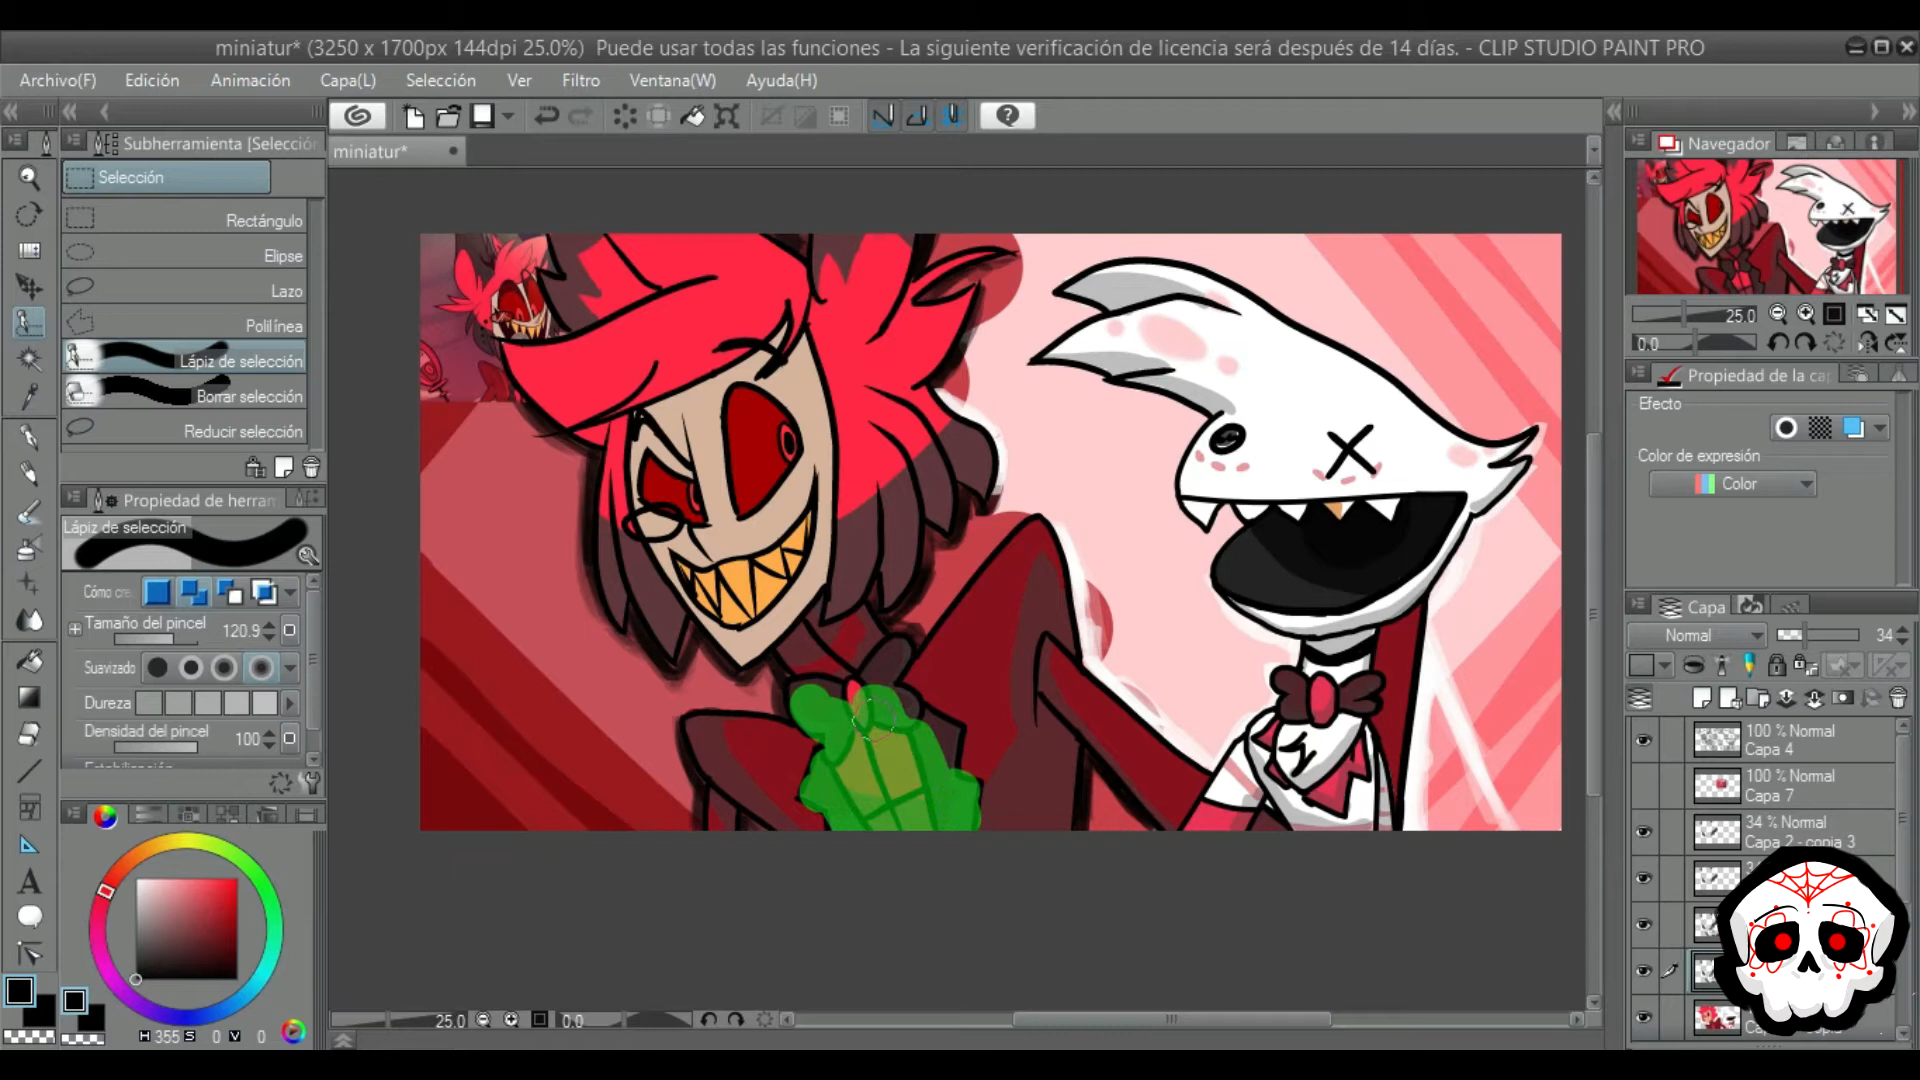 miniatur* (3250 x 1700px 144dpi 25.0%)  Puede usar todas las funciones - La siguiente verificación de licencia será después de 14 días. - CLIP STUDIO PAINT PRO
Archivo(F) Edición Animación Capa(L) Selección Ver Filtro Ventana(W) Ayuda(H)
Subherramienta [Selección
miniatur*
Navegador
Selección
Rectángulo
Elipse
Lazo
Polilínea
Lápiz de selección
Borrar selección
Reducir selección
25.0
0.0
Propiedad de la cap
Efecto
Color de expresión
Color
Propiedad de herram
Lápiz de selección
Cómo cre
Tamaño del pincel
120.9
Suavizado
Dureza
Densidad del pincel
100
Capa
Normal 34
100 % Normal
Capa 4
100 % Normal
Capa 7
34 % Normal
Capa 2 - copia 3
H 355 S 0 V 0
25.0 0.0